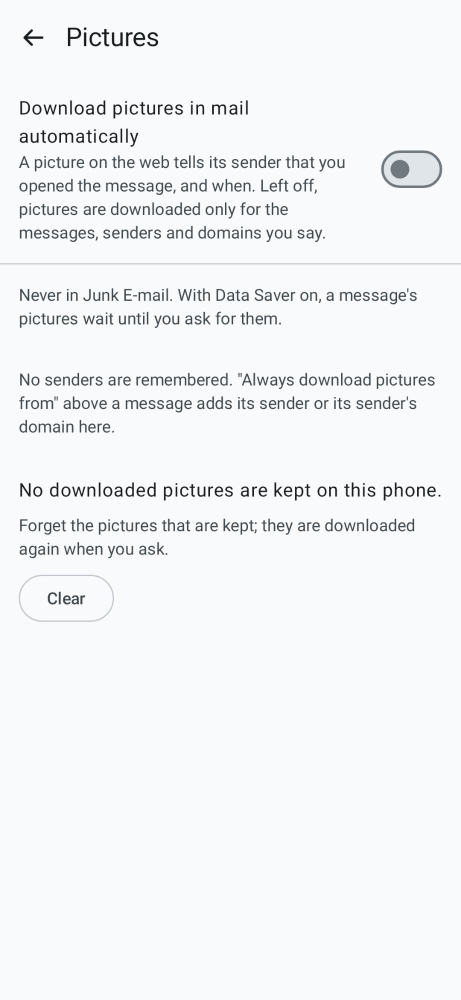 Pictures
Download pictures in mail
automatically
A picture on the web tells its sender that you
opened the message, and when. Left off,
pictures are downloaded only for the
messages, senders and domains you say.
Never in Junk E-mail. With Data Saver on, a message's
pictures wait until you ask for them.
No senders are remembered. "Always download pictures
from" above a message adds its sender or its sender's
domain here.
No downloaded pictures are kept on this phone.
Forget the pictures that are kept; they are downloaded
again when you ask.
Clear